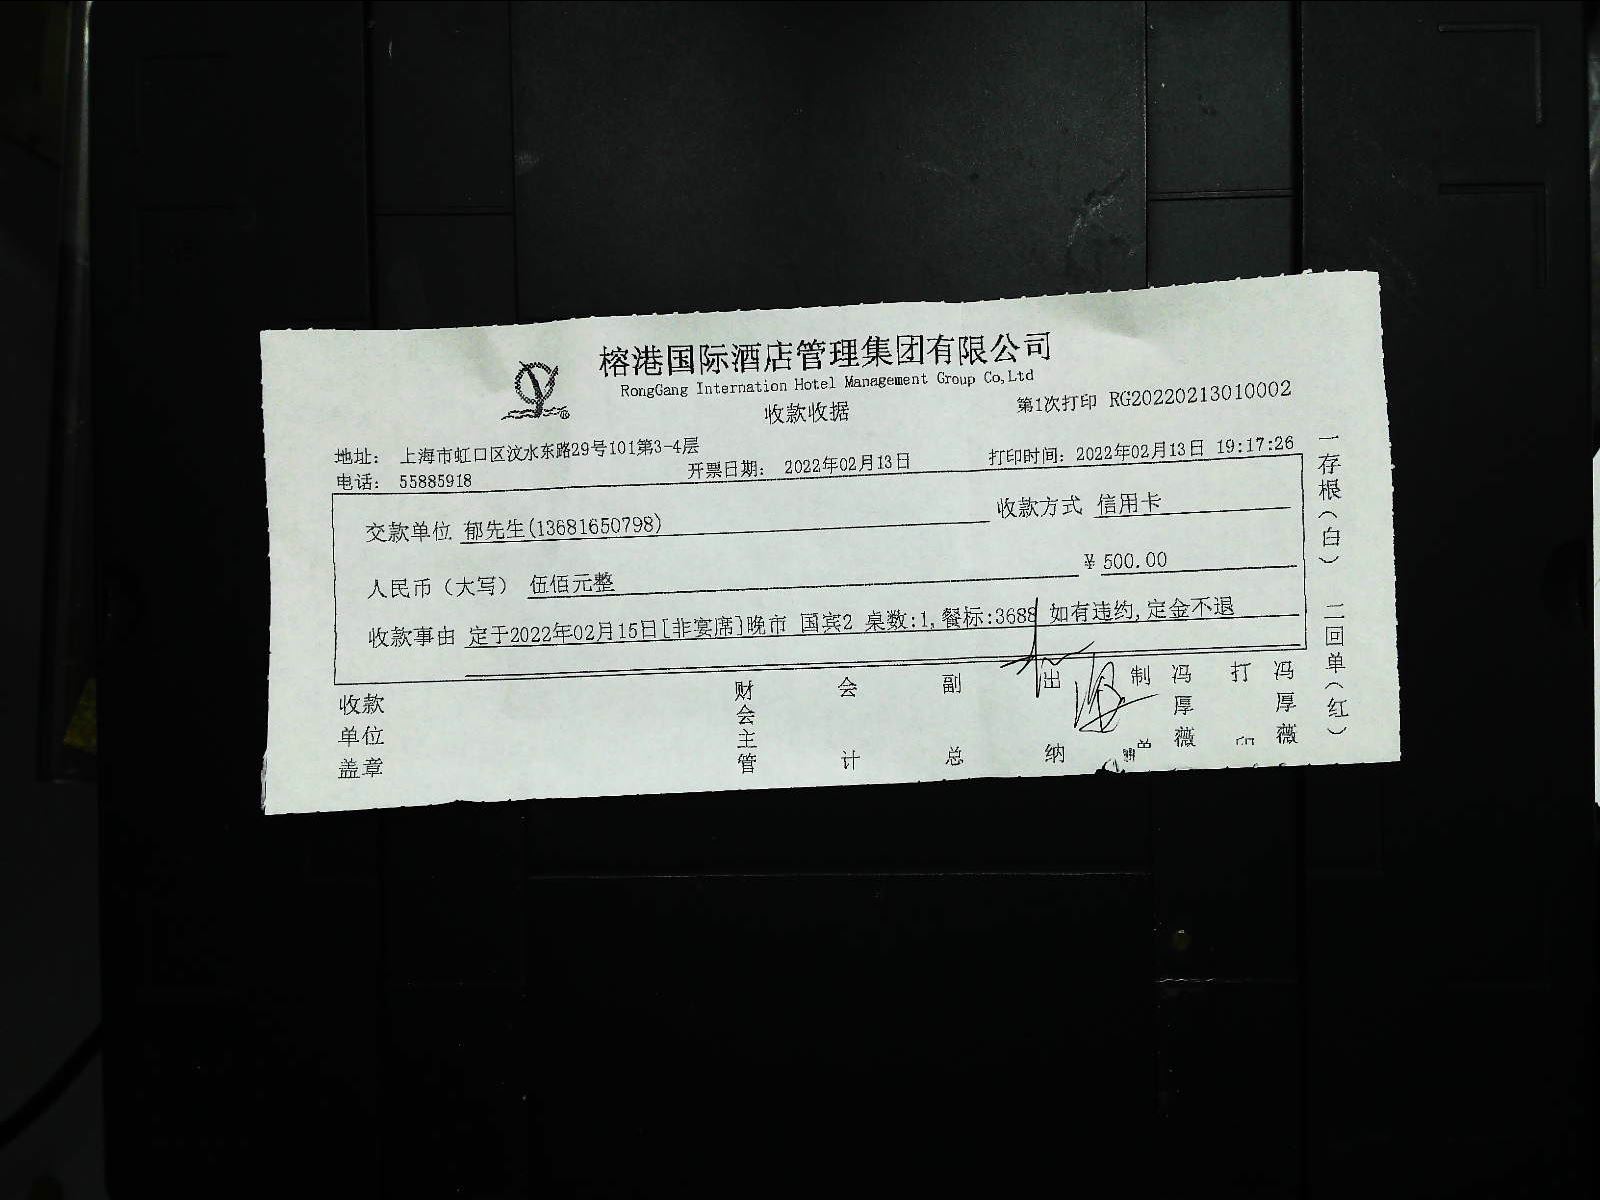 榕港国际酒店管理集团有限公司
RongGang Internation Hotel Management Group Co,Ltd
收款收据
第1次打印 RG20220213010002
地址： 上海市虹口区汶水东路29号101第3-4层
电话： 55885918
开票日期： 2022年02月13日
打印时间：2022年02月13日 19:17:26
交款单位 郁先生(13681650798)
收款方式 信用卡
人民币（大写） 伍佰元整
¥ 500.00
收款事由 定于2022年02月15日[非宴席]晚市 国宾2 桌数:1,餐标:3688 如有违约,定金不退
收款单位盖章
财会主管
会计
副总
出纳
制单
冯厚薇
打印
冯厚薇
一存根（白）
二回单（红）